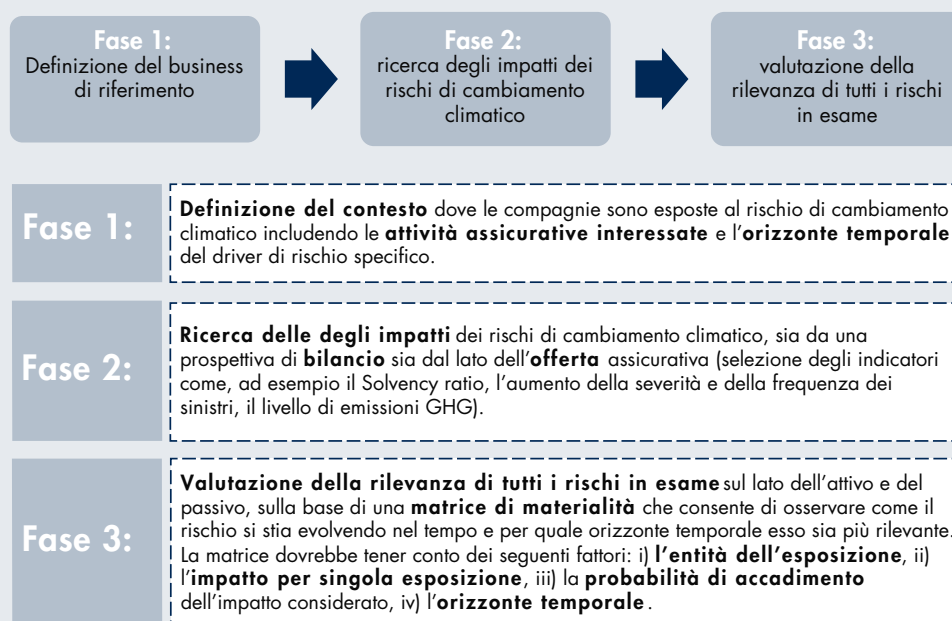 Fase 1:
Definizione del business
di riferimento
Fase 2:
ricerca degli impatti dei
rischi di cambiamento
climatico
Fase 3:
valutazione della
rilevanza di tutti i rischi
in esame
Fase 1:
Definizione del contesto dove le compagnie sono esposte al rischio di cambiamento
climatico includendo le attività assicurative interessate e l'orizzonte temporale
del driver di rischio specifico.
Fase 2:
Ricerca delle degli impatti dei rischi di cambiamento climatico, sia da una
prospettiva di bilancio sia dal lato dell'offerta assicurativa (selezione degli indicatori
come, ad esempio il Solvency ratio, l'aumento della severità e della frequenza dei
sinistri, il livello di emissioni GHG).
Fase 3:
Valutazione della rilevanza di tutti i rischi in esame sul lato dell'attivo e del
passivo, sulla base di una matrice di materialità che consente di osservare come il
rischio si stia evolvendo nel tempo e per quale orizzonte temporale esso sia più rilevante.
La matrice dovrebbe tener conto dei seguenti fattori: i) l'entità dell'esposizione, ii)
l'impatto per singola esposizione, iii) la probabilità di accadimento
dell'impatto considerato, iv) l'orizzonte temporale.